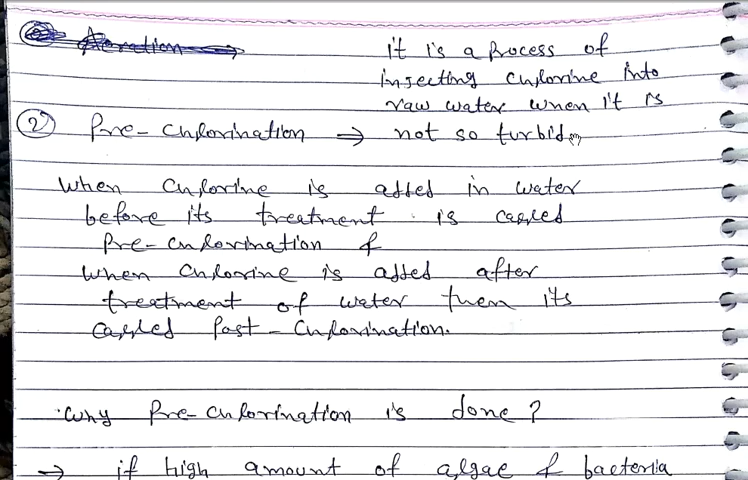 Aeration →
it is a process of
injecting chlorine into
raw water when it is
② Pre-Chlorination → not so turbid.
When Chlorine is added in water
before its treatment is called
Pre-chlorination &
When Chlorine is added after
treatment of water then its
called Post-Chlorination.
Why Pre-chlorination is done?
→ if high amount of algae & bacteria